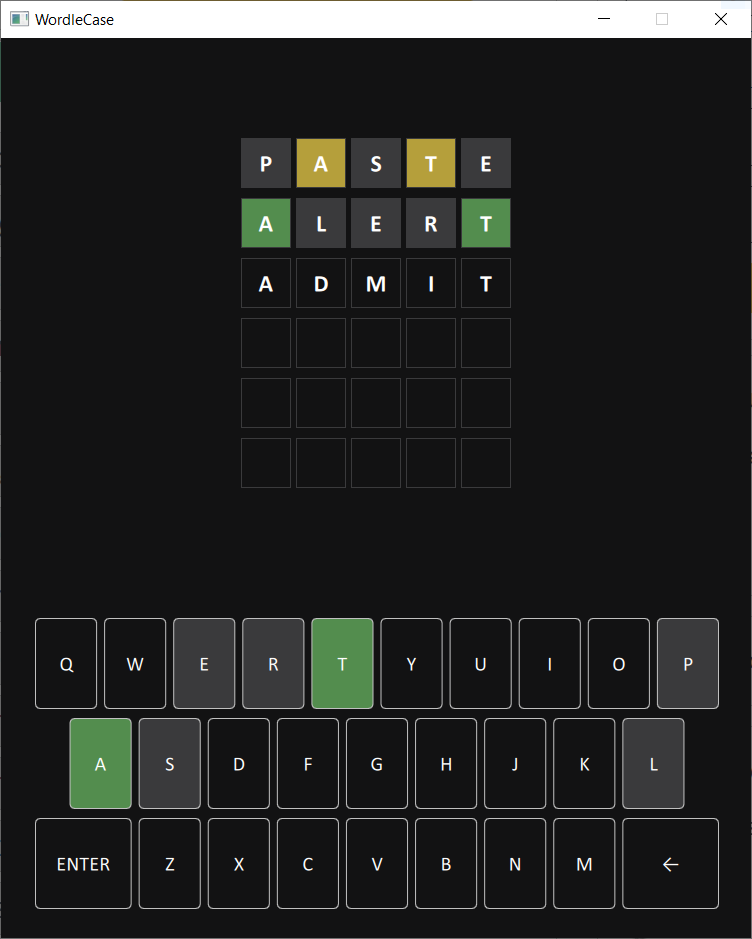 WordleCase
P A S T E
A L E R T
A D M I T
Q W E R T Y U I O P
A S D F G H J K L
ENTER Z X C V B N M ←